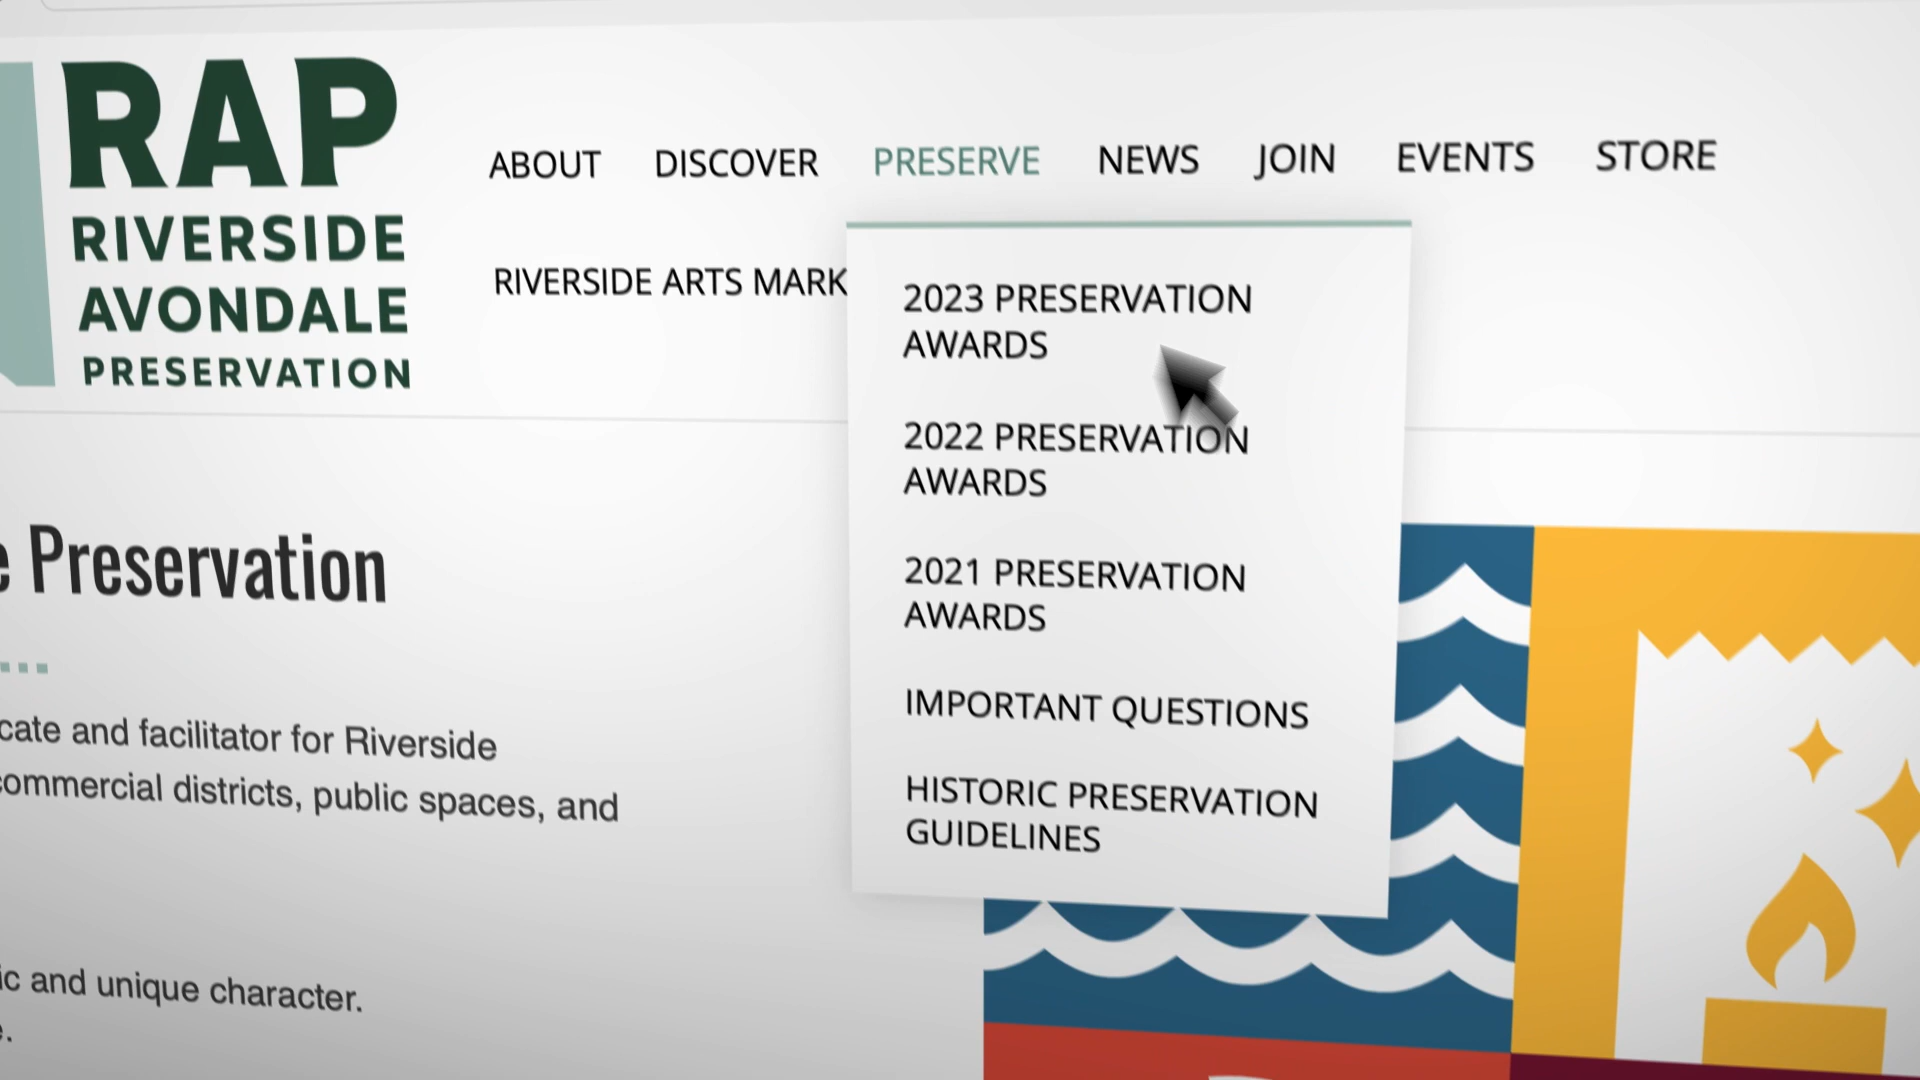 RAP
RIVERSIDE
AVONDALE
PRESERVATION
ABOUT DISCOVER PRESERVE NEWS JOIN EVENTS STORE
RIVERSIDE ARTS MARK
2023 PRESERVATION
AWARDS
2022 PRESERVATION
AWARDS
2021 PRESERVATION
AWARDS
IMPORTANT QUESTIONS
HISTORIC PRESERVATION
GUIDELINES
e Preservation
cate and facilitator for Riverside
commercial districts, public spaces, and
ic and unique character.
e.